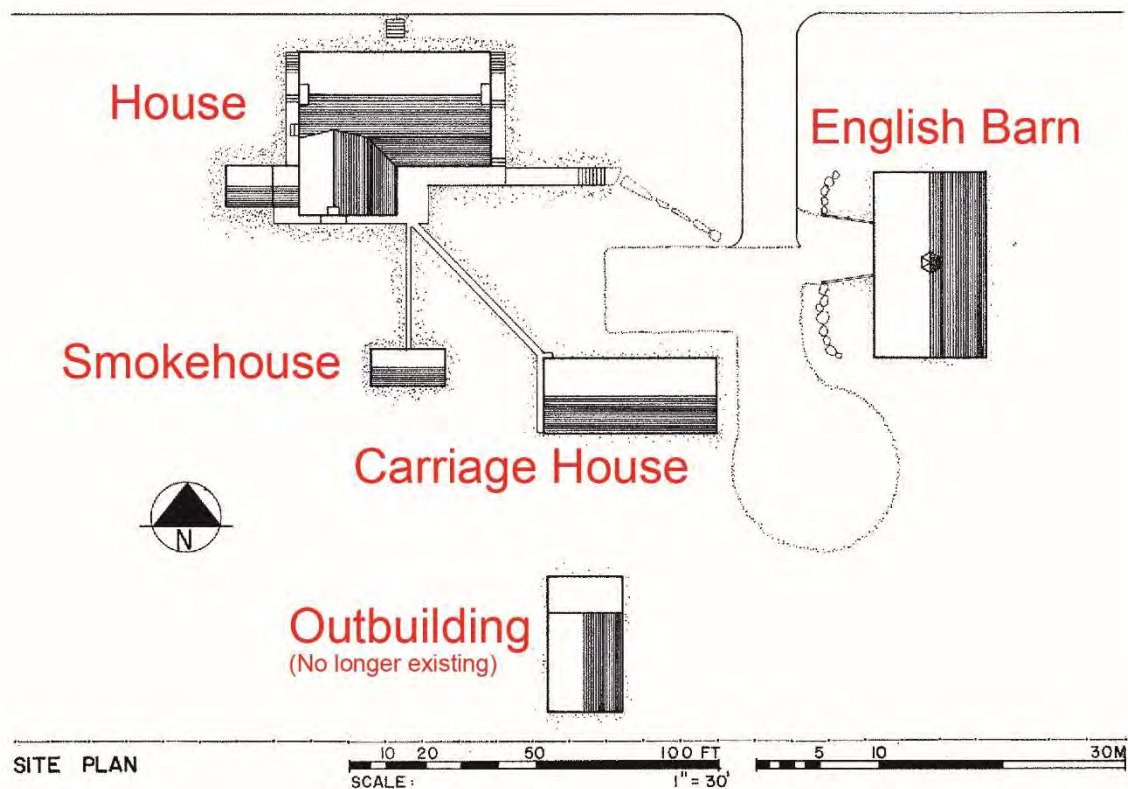 House
English Barn
Smokehouse
Carriage House
N
Outbuilding
(No longer existing)
10 20 50 100 FT
5 10 30M
SITE PLAN
SCALE: 1" = 30'